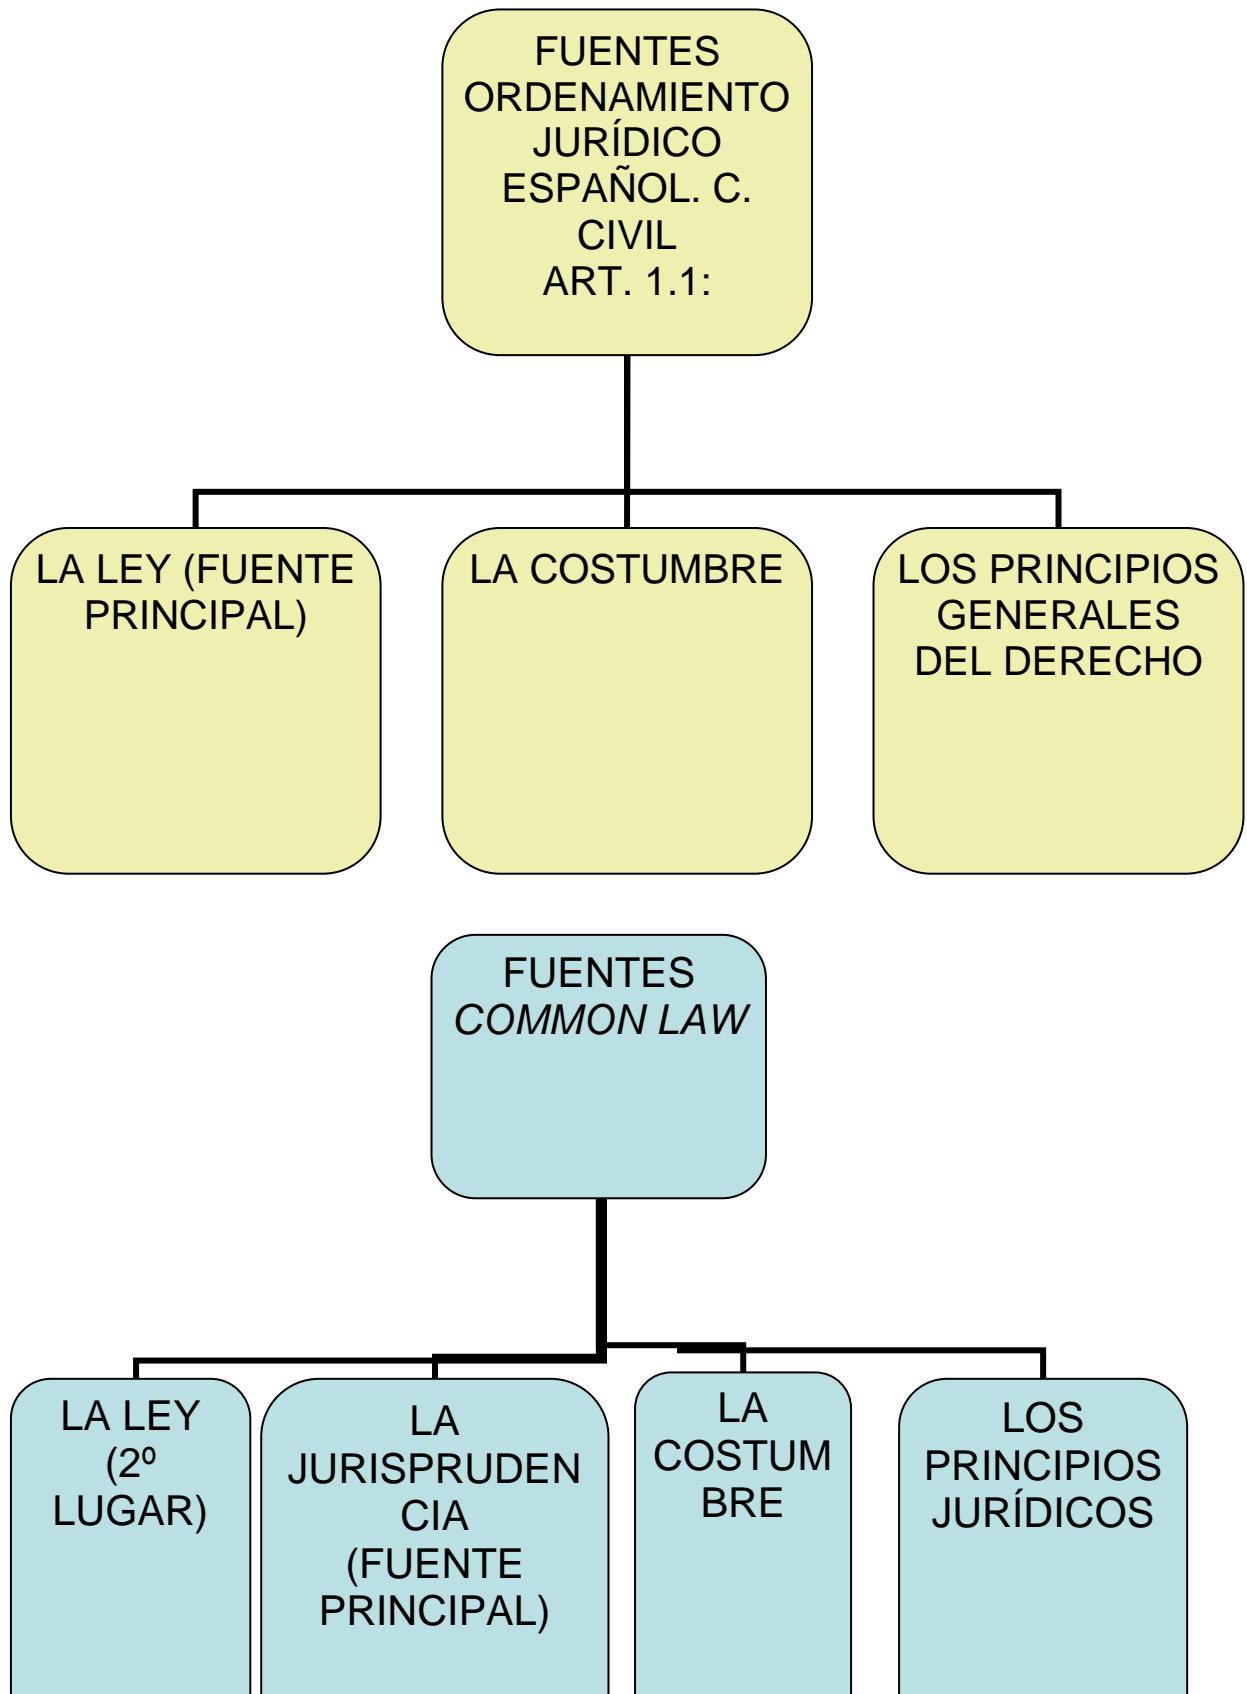 FUENTES
ORDENAMIENTO
JURÍDICO
ESPAÑOL. C.
CIVIL
ART. 1.1:
LA LEY (FUENTE
PRINCIPAL)
LA COSTUMBRE
LOS PRINCIPIOS
GENERALES
DEL DERECHO
FUENTES
COMMON LAW
LA LEY
(2º
LUGAR)
LA
JURISPRUDEN
CIA
(FUENTE
PRINCIPAL)
LA
COSTUM
BRE
LOS
PRINCIPIOS
JURÍDICOS